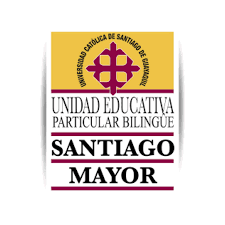 UNIVERSIDAD CATÓLICA DE SANTIAGO DE GUAYAQUIL
UNIDAD EDUCATIVA
PARTICULAR BILINGÜE
SANTIAGO
MAYOR